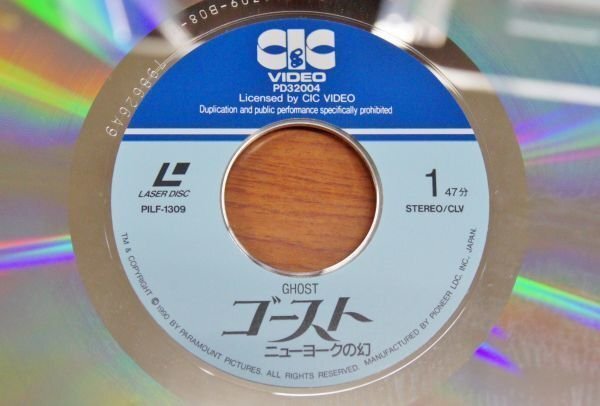 CIC
VIDEO
PD32004
Licensed by CIC VIDEO
Duplication and public performance specifically prohibited
LASER DISC
PILF-1309
1 47分
STEREO/CLV
GHOST
ゴースト
ニューヨークの幻
TM & COPYRIGHT © 1990 BY PARAMOUNT PICTURES. ALL RIGHTS RESERVED. MANUFACTURED BY PIONEER LDC, INC. JAPAN.